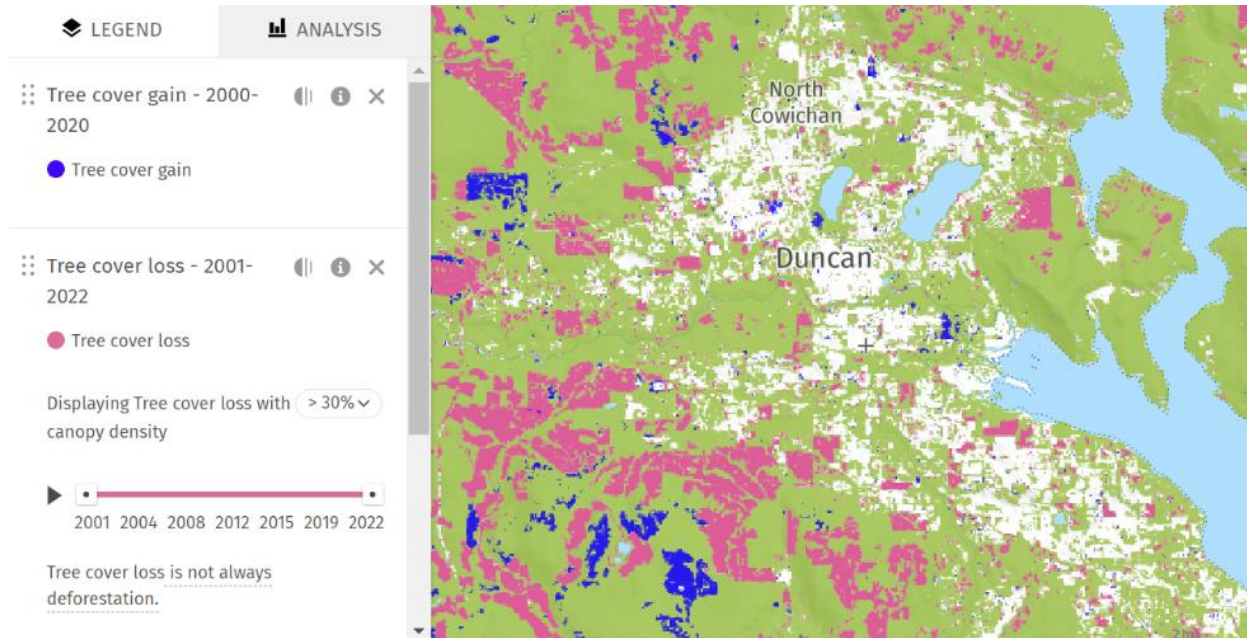 LEGEND
ANALYSIS
Tree cover gain - 2000-
2020
Tree cover gain
Tree cover loss - 2001-
2022
Tree cover loss
Displaying Tree cover loss with > 30%
canopy density
2001 2004 2008 2012 2015 2019 2022
Tree cover loss is not always
deforestation.
North
Cowichan
Duncan